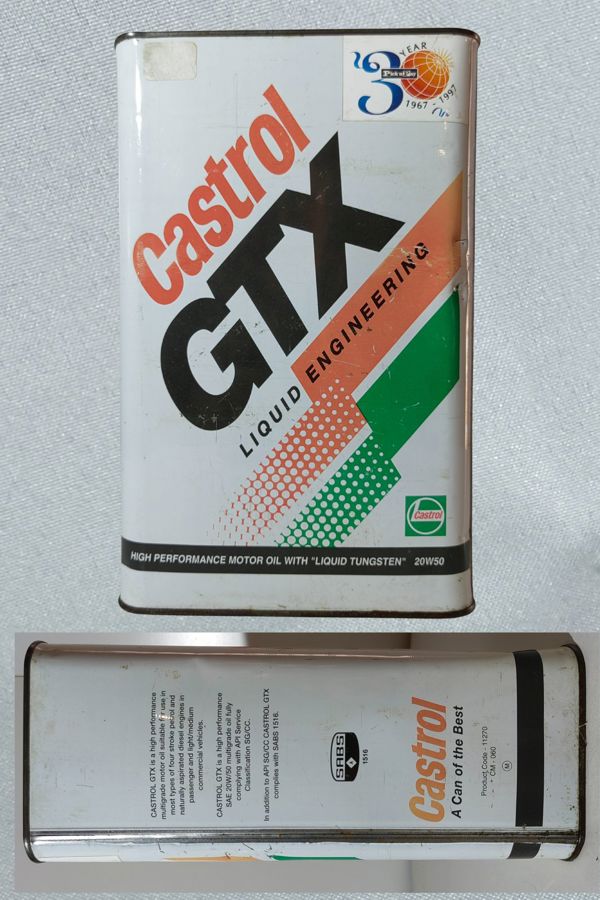 30 YEAR
Pick 'n Pay
1967 - 1997
Castrol
GTX
LIQUID ENGINEERING
Castrol
HIGH PERFORMANCE MOTOR OIL WITH "LIQUID TUNGSTEN" 20W50
CASTROL GTX is a high performance
multigrade motor oil suitable for use in
most types of four stroke petrol and
naturally aspirated diesel engines in
passenger and light/medium
commercial vehicles.
CASTROL GTX is a high performance
SAE 20W/50 multigrade oil fully
complying with API Service
Classification SG/CC.
In addition to API SG/CC CASTROL GTX
complies with SABS 1516.
SABS
1516
Castrol
A Can of the Best
Product Code - 11270
- * CM - 060
M